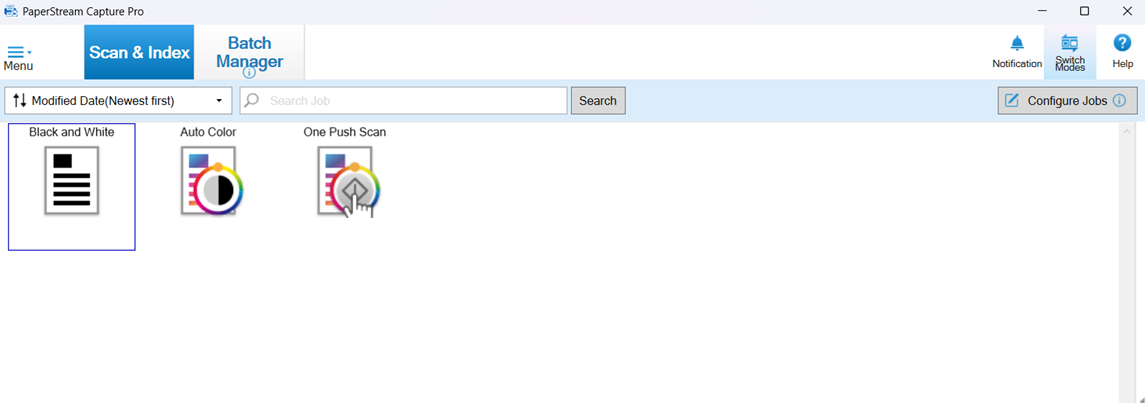 PaperStream Capture Pro
Menu
Scan & Index
Batch
Manager
Notification
Switch
Modes
Help
Modified Date(Newest first)
Search Job
Search
Configure Jobs
Black and White
Auto Color
One Push Scan